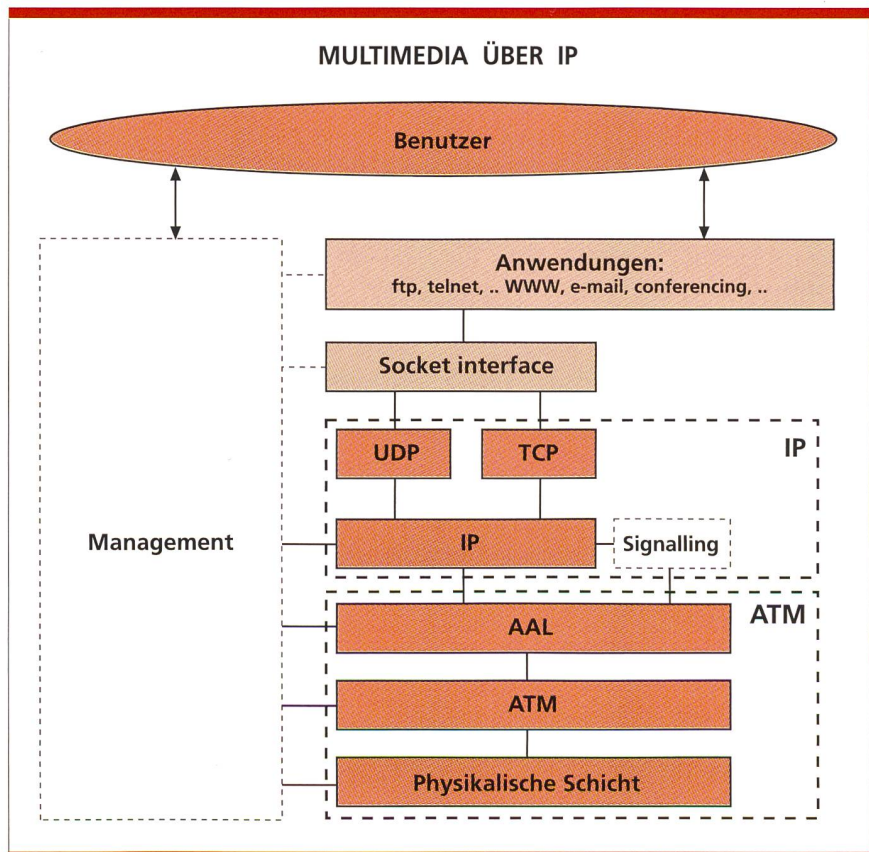 MULTIMEDIA ÜBER IP
Benutzer
Anwendungen:
ftp, telnet, .. WWW, e-mail, conferencing, ..
Socket interface
UDP
TCP
IP
Management
IP
Signalling
ATM
AAL
ATM
Physikalische Schicht